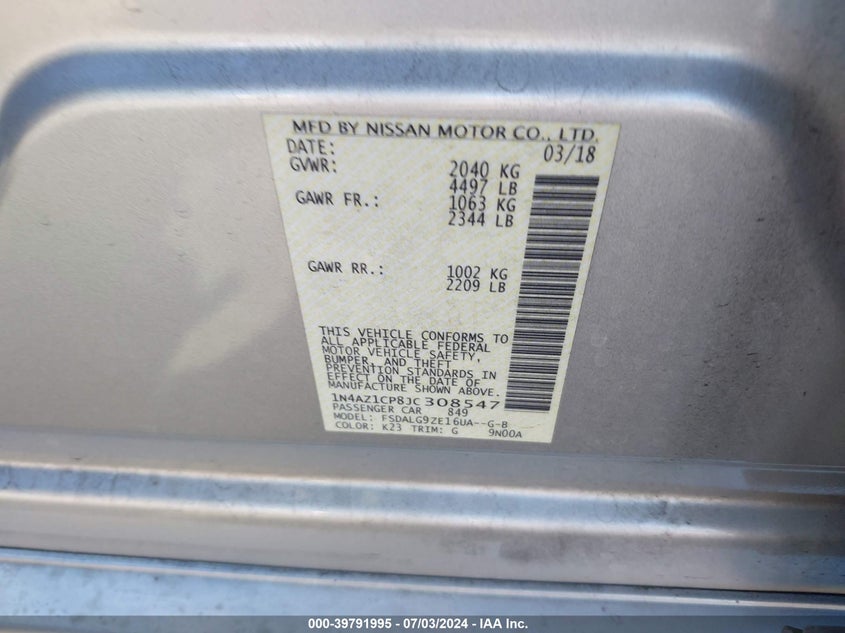 MFD BY NISSAN MOTOR CO., LTD.
DATE: 03/18
GVWR: 2040 KG
4497 LB
GAWR FR.: 1063 KG
2344 LB
GAWR RR.: 1002 KG
2209 LB
THIS VEHICLE CONFORMS TO
ALL APPLICABLE FEDERAL
MOTOR VEHICLE SAFETY,
BUMPER, AND THEFT
PREVENTION STANDARDS IN
EFFECT ON THE DATE OF
MANUFACTURE SHOWN ABOVE.
1N4AZ1CP8JC308547
PASSENGER CAR 849
MODEL: FSDALG9ZE16UA--G-B
COLOR: K23 TRIM: G 9N00A
000-39791995 - 07/03/2024 - IAA Inc.